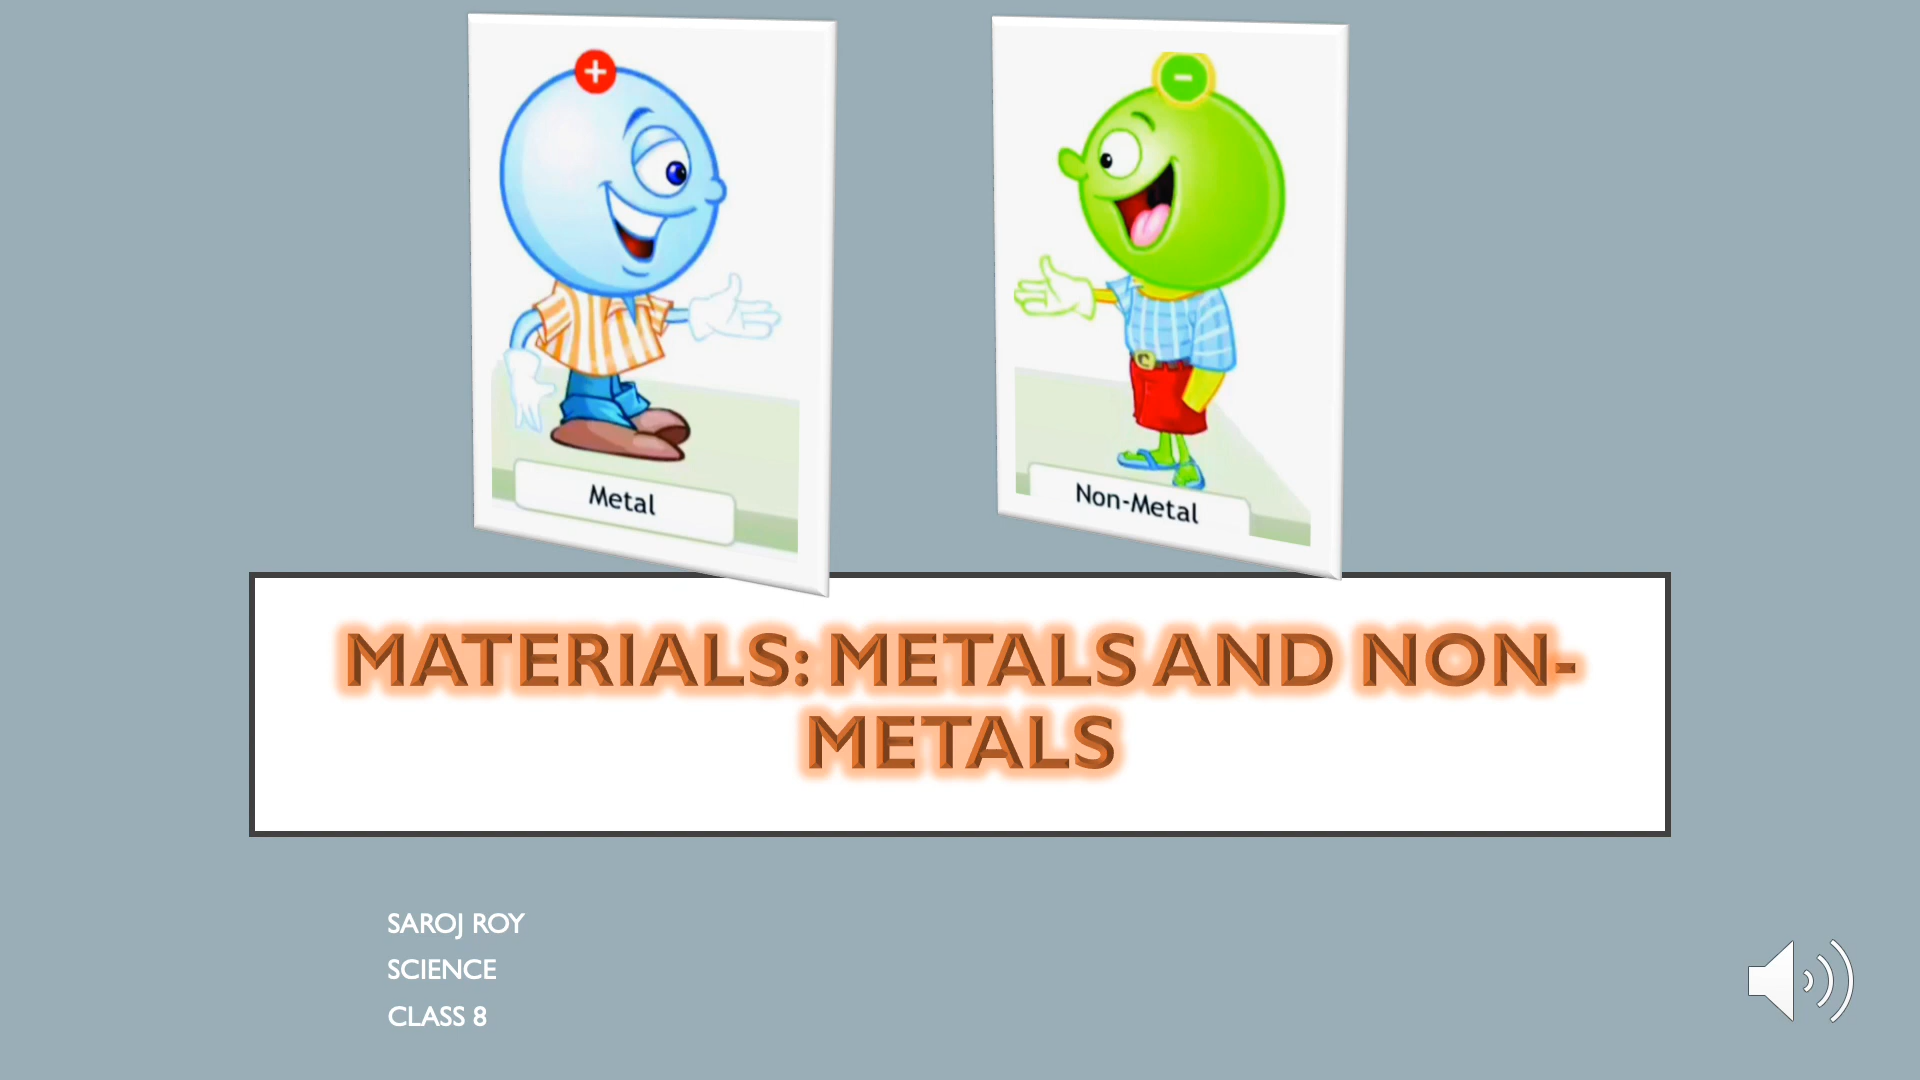 +
-
Metal
Non-Metal
MATERIALS: METALS AND NON-
METALS
SAROJ ROY
SCIENCE
CLASS 8